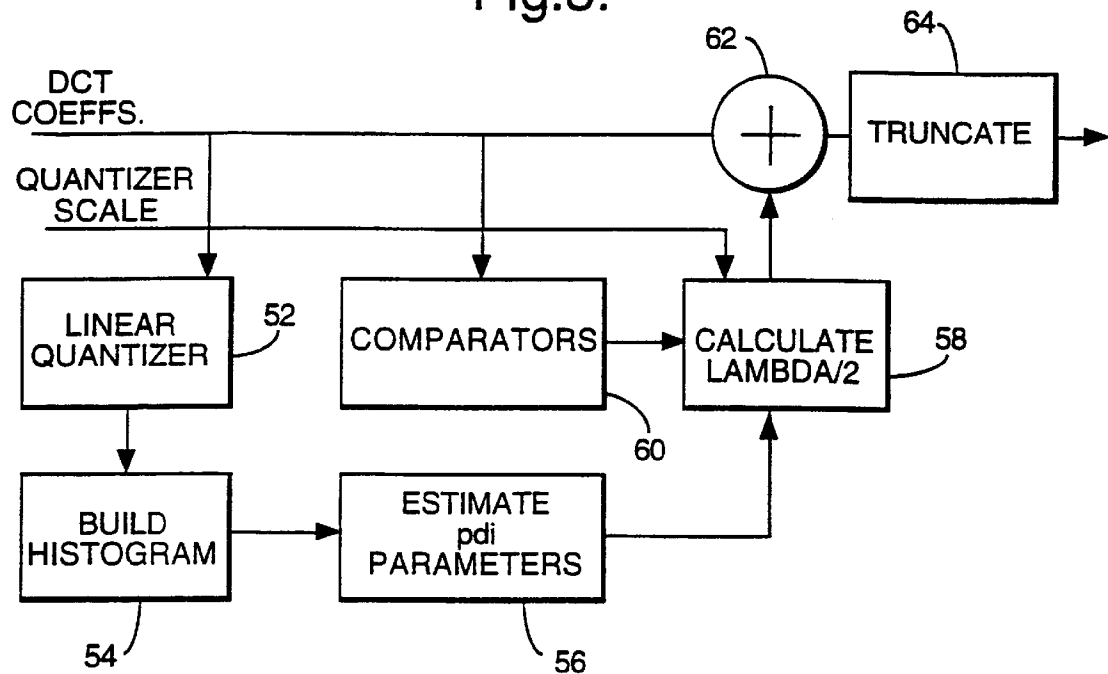 62
64
DCT
COEFFS.
TRUNCATE
QUANTIZER
SCALE
LINEAR
QUANTIZER
52
COMPARATORS
CALCULATE
LAMBDA/2
58
60
BUILD
HISTOGRAM
ESTIMATE
pdi
PARAMETERS
54
56